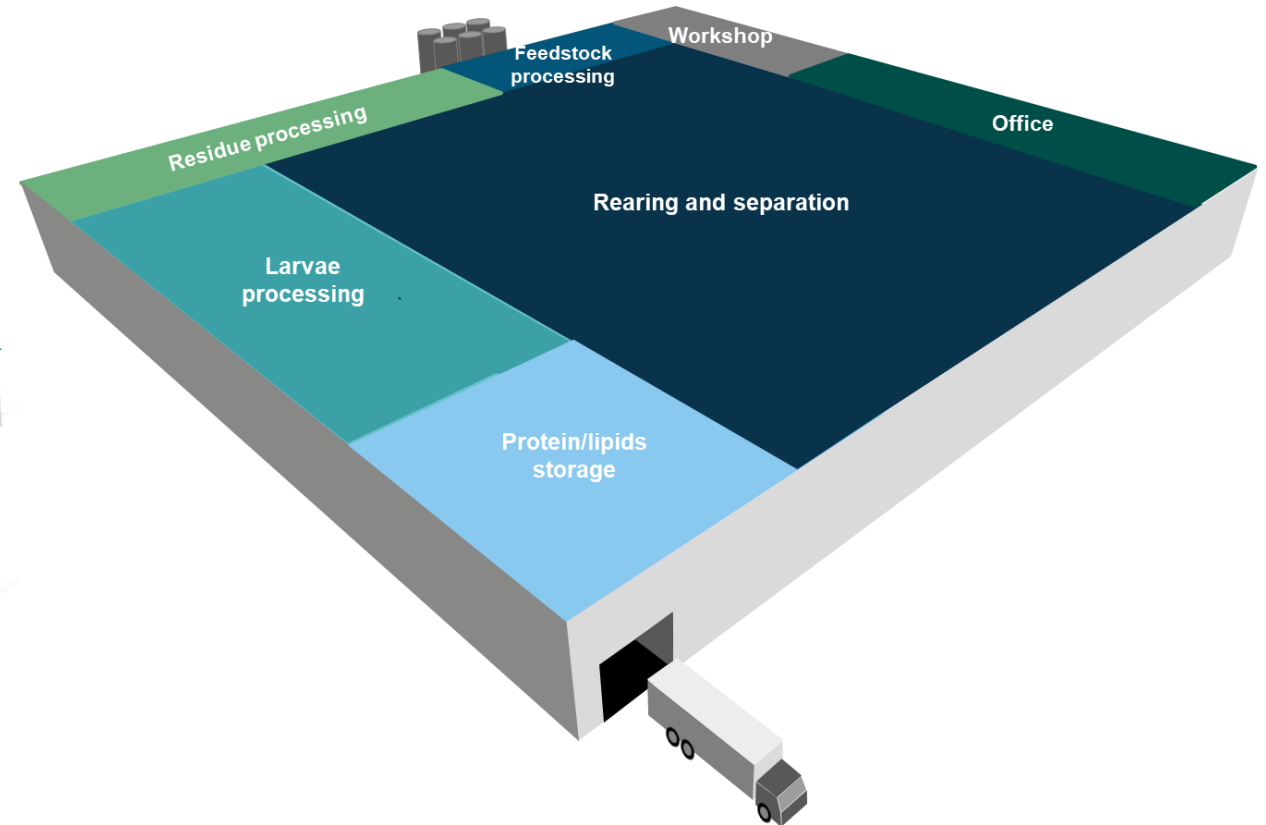 Workshop
Feedstock
processing
Office
Residue processing
Rearing and separation
Larvae
processing
Protein/lipids
storage